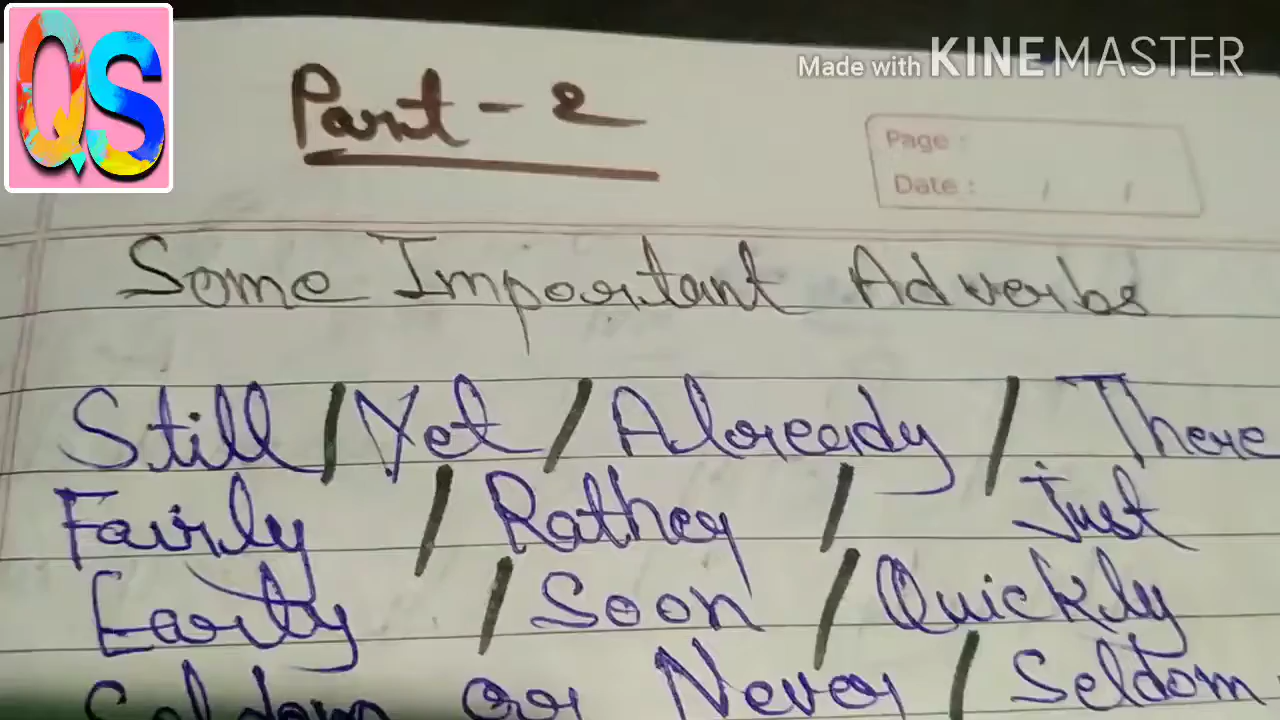 QS
Made with KINEMASTER
Part - 2
Page :
Date : / /
Some Important Adverbs
Still / Yet / Already / There
Fairly / Rather / Just
Early / Soon / Quickly
Seldom or Never / Seldom